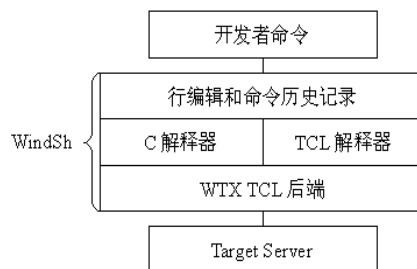 开发者命令
行编辑和命令历史记录
WindSh
C 解释器
TCL 解释器
WTX TCL 后端
Target Server